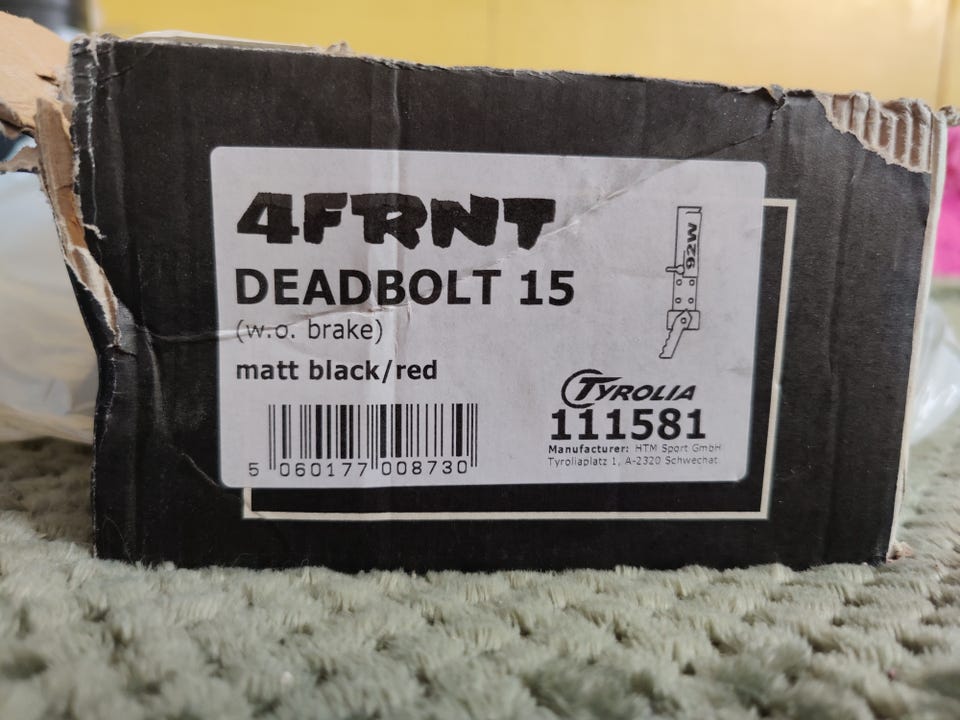 4FRNT
DEADBOLT 15
(w.o. brake)
matt black/red
92W
TYROLIA
111581
Manufacturer: HTM Sport GmbH
Tyroliaplatz 1, A-2320 Schwechat
5 060177 008730